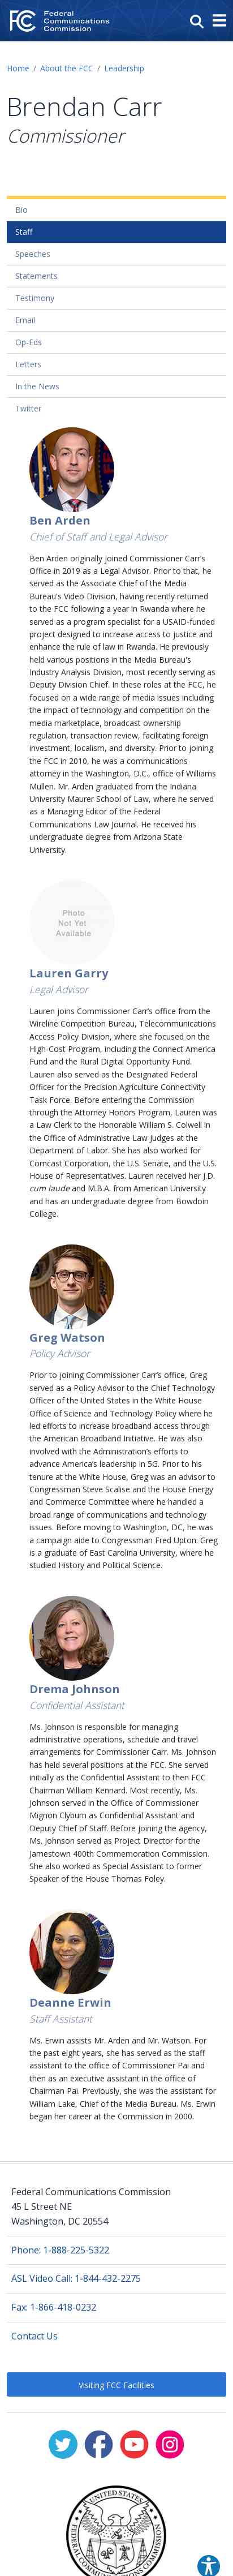 FCC Federal Communications Commission
Home / About the FCC / Leadership
Brendan Carr
Commissioner
Bio
Staff
Speeches
Statements
Testimony
Email
Op-Eds
Letters
In the News
Twitter
Ben Arden
Chief of Staff and Legal Advisor
Ben Arden originally joined Commissioner Carr's
Office in 2019 as a Legal Advisor. Prior to that, he
served as the Associate Chief of the Media
Bureau's Video Division, having recently returned
to the FCC following a year in Rwanda where he
served as a program specialist for a USAID-funded
project designed to increase access to justice and
enhance the rule of law in Rwanda. He previously
held various positions in the Media Bureau's
Industry Analysis Division, most recently serving as
Deputy Division Chief. In these roles at the FCC, he
focused on a wide range of media issues including
the impact of technology and competition on the
media marketplace, broadcast ownership
regulation, transaction review, facilitating foreign
investment, localism, and diversity. Prior to joining
the FCC in 2010, he was a communications
attorney in the Washington, D.C., office of Williams
Mullen. Mr. Arden graduated from the Indiana
University Maurer School of Law, where he served
as a Managing Editor of the Federal
Communications Law Journal. He received his
undergraduate degree from Arizona State
University.
Photo
Not Yet
Available
Lauren Garry
Legal Advisor
Lauren joins Commissioner Carr's office from the
Wireline Competition Bureau, Telecommunications
Access Policy Division, where she focused on the
High-Cost Program, including the Connect America
Fund and the Rural Digital Opportunity Fund.
Lauren also served as the Designated Federal
Officer for the Precision Agriculture Connectivity
Task Force. Before entering the Commission
through the Attorney Honors Program, Lauren was
a Law Clerk to the Honorable William S. Colwell in
the Office of Administrative Law Judges at the
Department of Labor. She has also worked for
Comcast Corporation, the U.S. Senate, and the U.S.
House of Representatives. Lauren received her J.D.
cum laude and M.B.A. from American University
and has an undergraduate degree from Bowdoin
College.
Greg Watson
Policy Advisor
Prior to joining Commissioner Carr's office, Greg
served as a Policy Advisor to the Chief Technology
Officer of the United States in the White House
Office of Science and Technology Policy where he
led efforts to increase broadband access through
the American Broadband Initiative. He was also
involved with the Administration's efforts to
advance America's leadership in 5G. Prior to his
tenure at the White House, Greg was an advisor to
Congressman Steve Scalise and the House Energy
and Commerce Committee where he handled a
broad range of communications and technology
issues. Before moving to Washington, DC, he was
a campaign aide to Congressman Fred Upton. Greg
is a graduate of East Carolina University, where he
studied History and Political Science.
Drema Johnson
Confidential Assistant
Ms. Johnson is responsible for managing
administrative operations, schedule and travel
arrangements for Commissioner Carr. Ms. Johnson
has held several positions at the FCC. She served
initially as the Confidential Assistant to then FCC
Chairman William Kennard. Most recently, Ms.
Johnson served in the Office of Commissioner
Mignon Clyburn as Confidential Assistant and
Deputy Chief of Staff. Before joining the agency,
Ms. Johnson served as Project Director for the
Jamestown 400th Commemoration Commission.
She also worked as Special Assistant to former
Speaker of the House Thomas Foley.
Deanne Erwin
Staff Assistant
Ms. Erwin assists Mr. Arden and Mr. Watson. For
the past eight years, she has served as the staff
assistant to the office of Commissioner Pai and
then as an executive assistant in the office of
Chairman Pai. Previously, she was the assistant for
William Lake, Chief of the Media Bureau. Ms. Erwin
began her career at the Commission in 2000.
Federal Communications Commission
45 L Street NE
Washington, DC 20554
Phone: 1-888-225-5322
ASL Video Call: 1-844-432-2275
Fax: 1-866-418-0232
Contact Us
Visiting FCC Facilities
UNITED STATES
FEDERAL COMMUNICATIONS COMMISSION